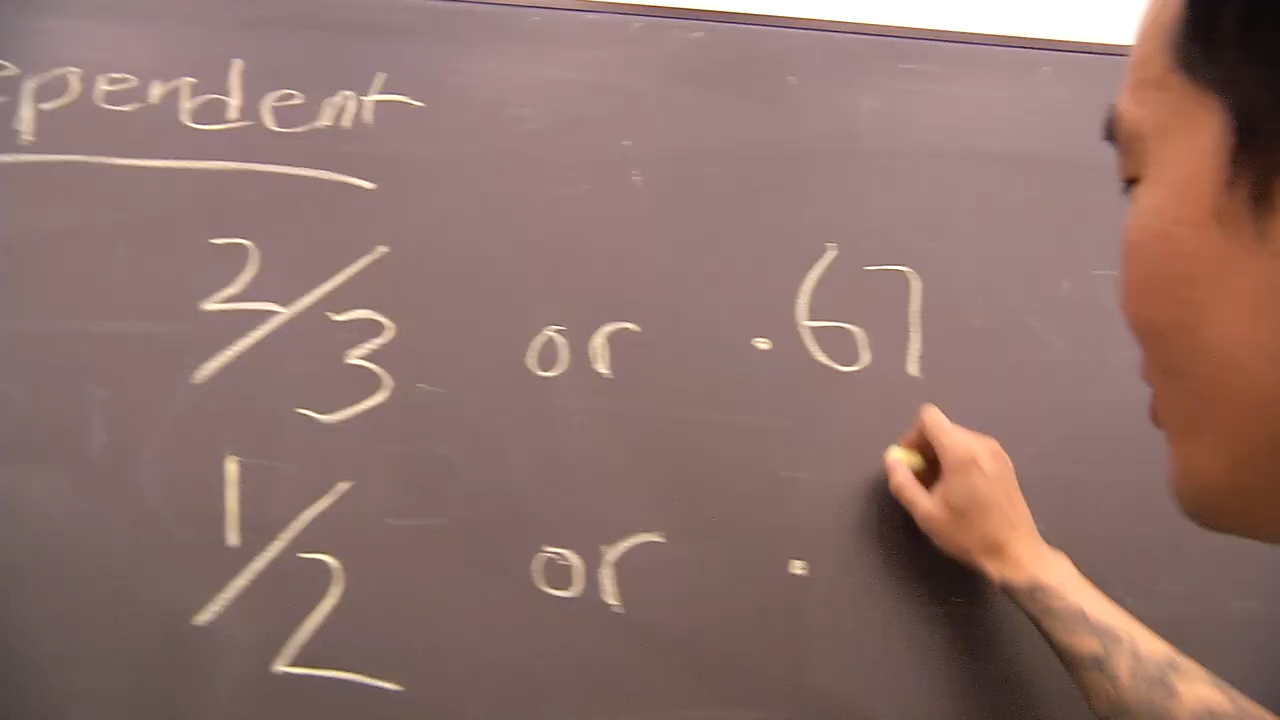 ependent
2/3 or .67
1/2 or .